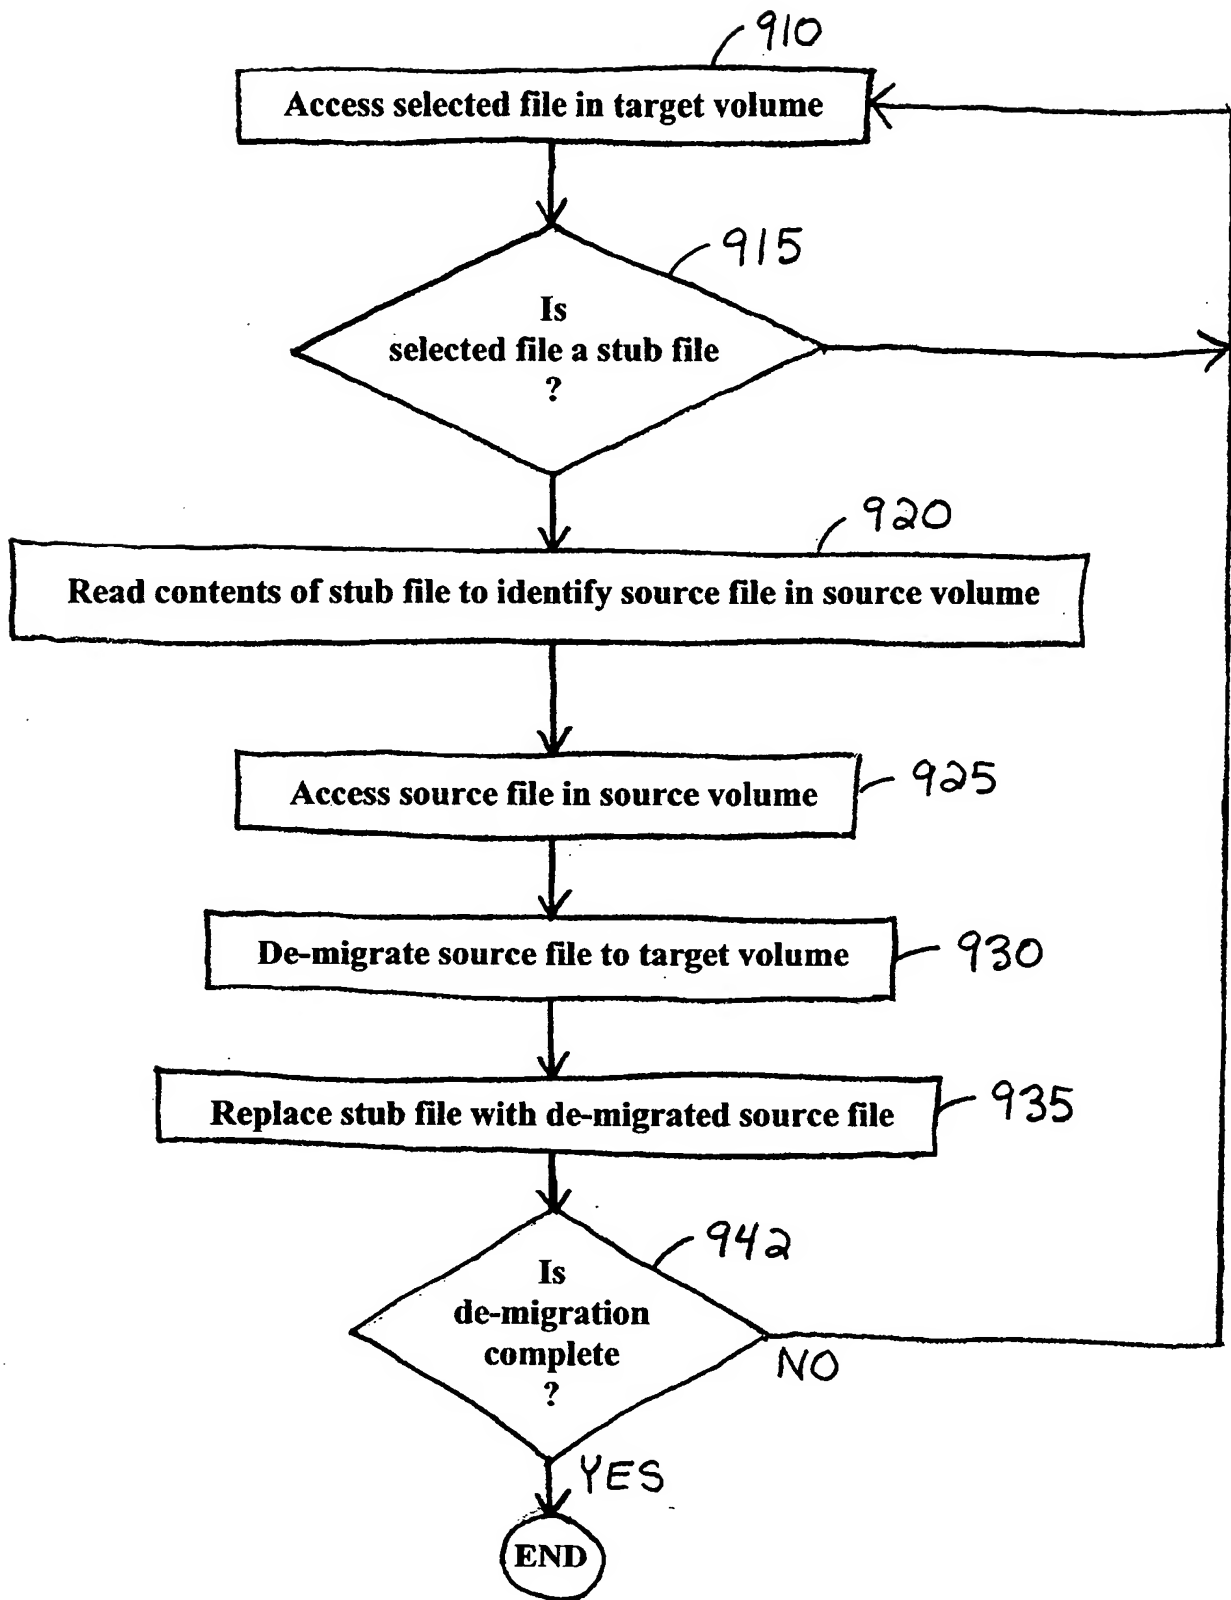 910
Access selected file in target volume
915
Is
selected file a stub file
?
920
Read contents of stub file to identify source file in source volume
Access source file in source volume
925
De-migrate source file to target volume
930
Replace stub file with de-migrated source file
935
942
Is
de-migration
complete
?
NO
YES
END